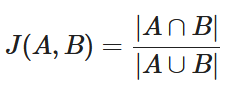 J(A, B) = |A ∩ B| / |A ∪ B|